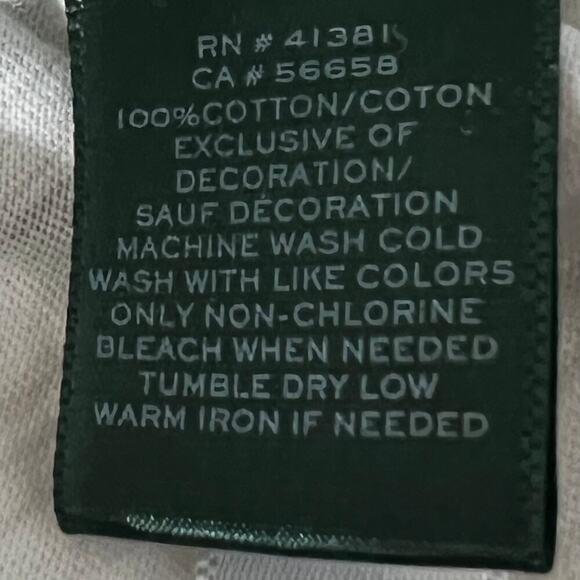 RN # 41381
CA # 56658
100%COTTON/COTON
EXCLUSIVE OF
DECORATION/
SAUF DÉCORATION
MACHINE WASH COLD
WASH WITH LIKE COLORS
ONLY NON-CHLORINE
BLEACH WHEN NEEDED
TUMBLE DRY LOW
WARM IRON IF NEEDED